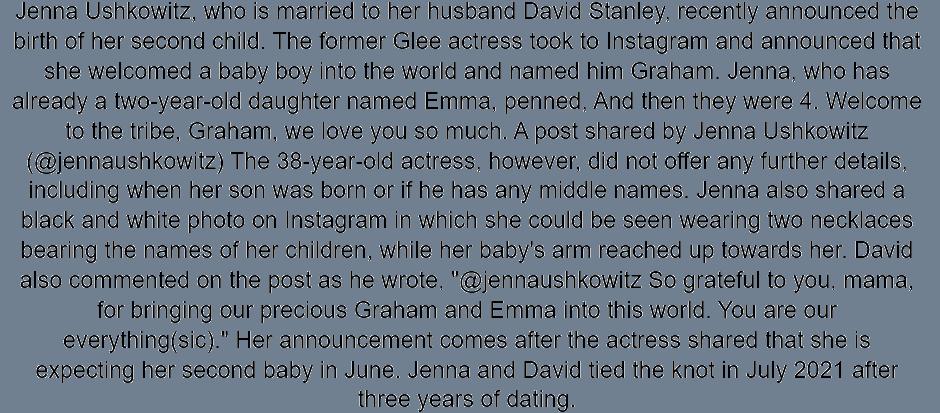 Jenna Ushkowitz, who is married to her husband David Stanley, recently announced the
birth of her second child. The former Glee actress took to Instagram and announced that
she welcomed a baby boy into the world and named him Graham. Jenna, who has
already a two-year-old daughter named Emma, penned, And then they were 4. Welcome
to the tribe, Graham, we love you so much. A post shared by Jenna Ushkowitz
(@jennaushkowitz) The 38-year-old actress, however, did not offer any further details,
including when her son was born or if he has any middle names. Jenna also shared a
black and white photo on Instagram in which she could be seen wearing two necklaces
bearing the names of her children, while her baby's arm reached up towards her. David
also commented on the post as he wrote, "@jennaushkowitz So grateful to you, mama,
for bringing our precious Graham and Emma into this world. You are our
everything(sic)." Her announcement comes after the actress shared that she is
expecting her second baby in June. Jenna and David tied the knot in July 2021 after
three years of dating.